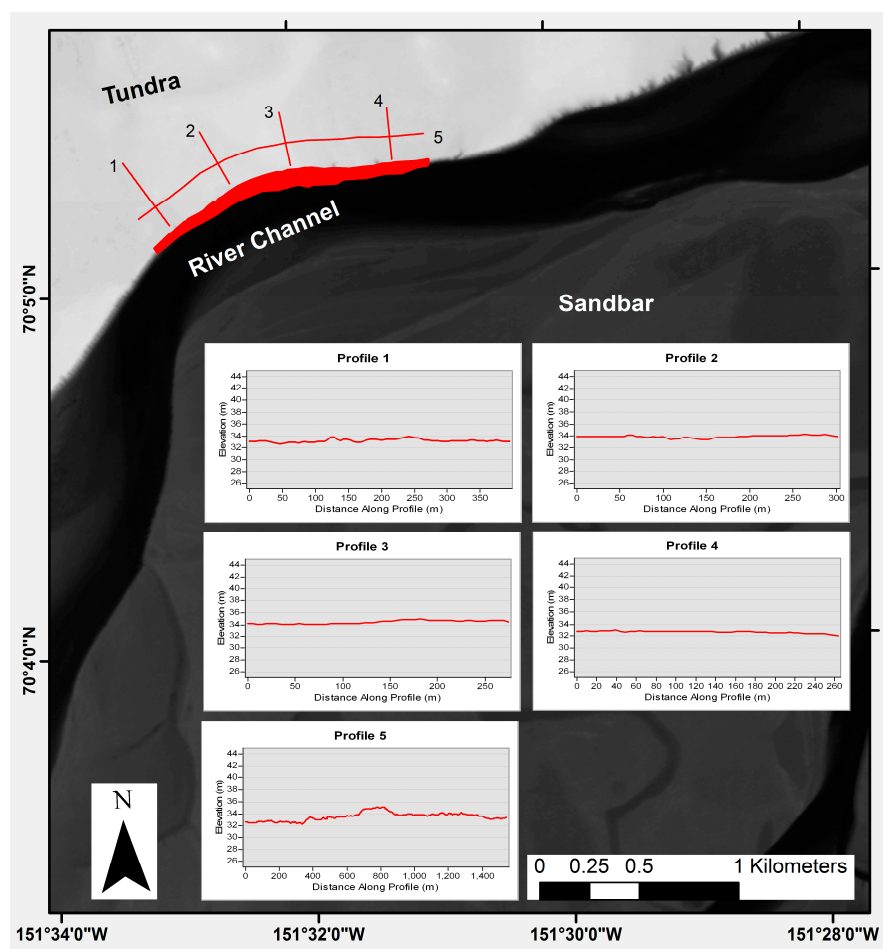 Tundra
1
2
3
4
5
River Channel
Sandbar
70°5'0"N
70°4'0"N
Profile 1
Elevation (m)
44
42
40
38
36
34
32
30
28
26
0 50 100 150 200 250 300 350
Distance Along Profile (m)
Profile 2
Elevation (m)
44
42
40
38
36
34
32
30
28
26
0 50 100 150 200 250 300
Distance Along Profile (m)
Profile 3
Elevation (m)
44
42
40
38
36
34
32
30
28
26
0 50 100 150 200 250
Distance Along Profile (m)
Profile 4
Elevation (m)
44
42
40
38
36
34
32
30
28
26
0 20 40 60 80 100 120 140 160 180 200 220 240 260
Distance Along Profile (m)
Profile 5
Elevation (m)
44
42
40
38
36
34
32
30
28
26
0 200 400 600 800 1,000 1,200 1,400
Distance Along Profile (m)
N
0 0.25 0.5 1 Kilometers
151°34'0"W 151°32'0"W 151°30'0"W 151°28'0"W